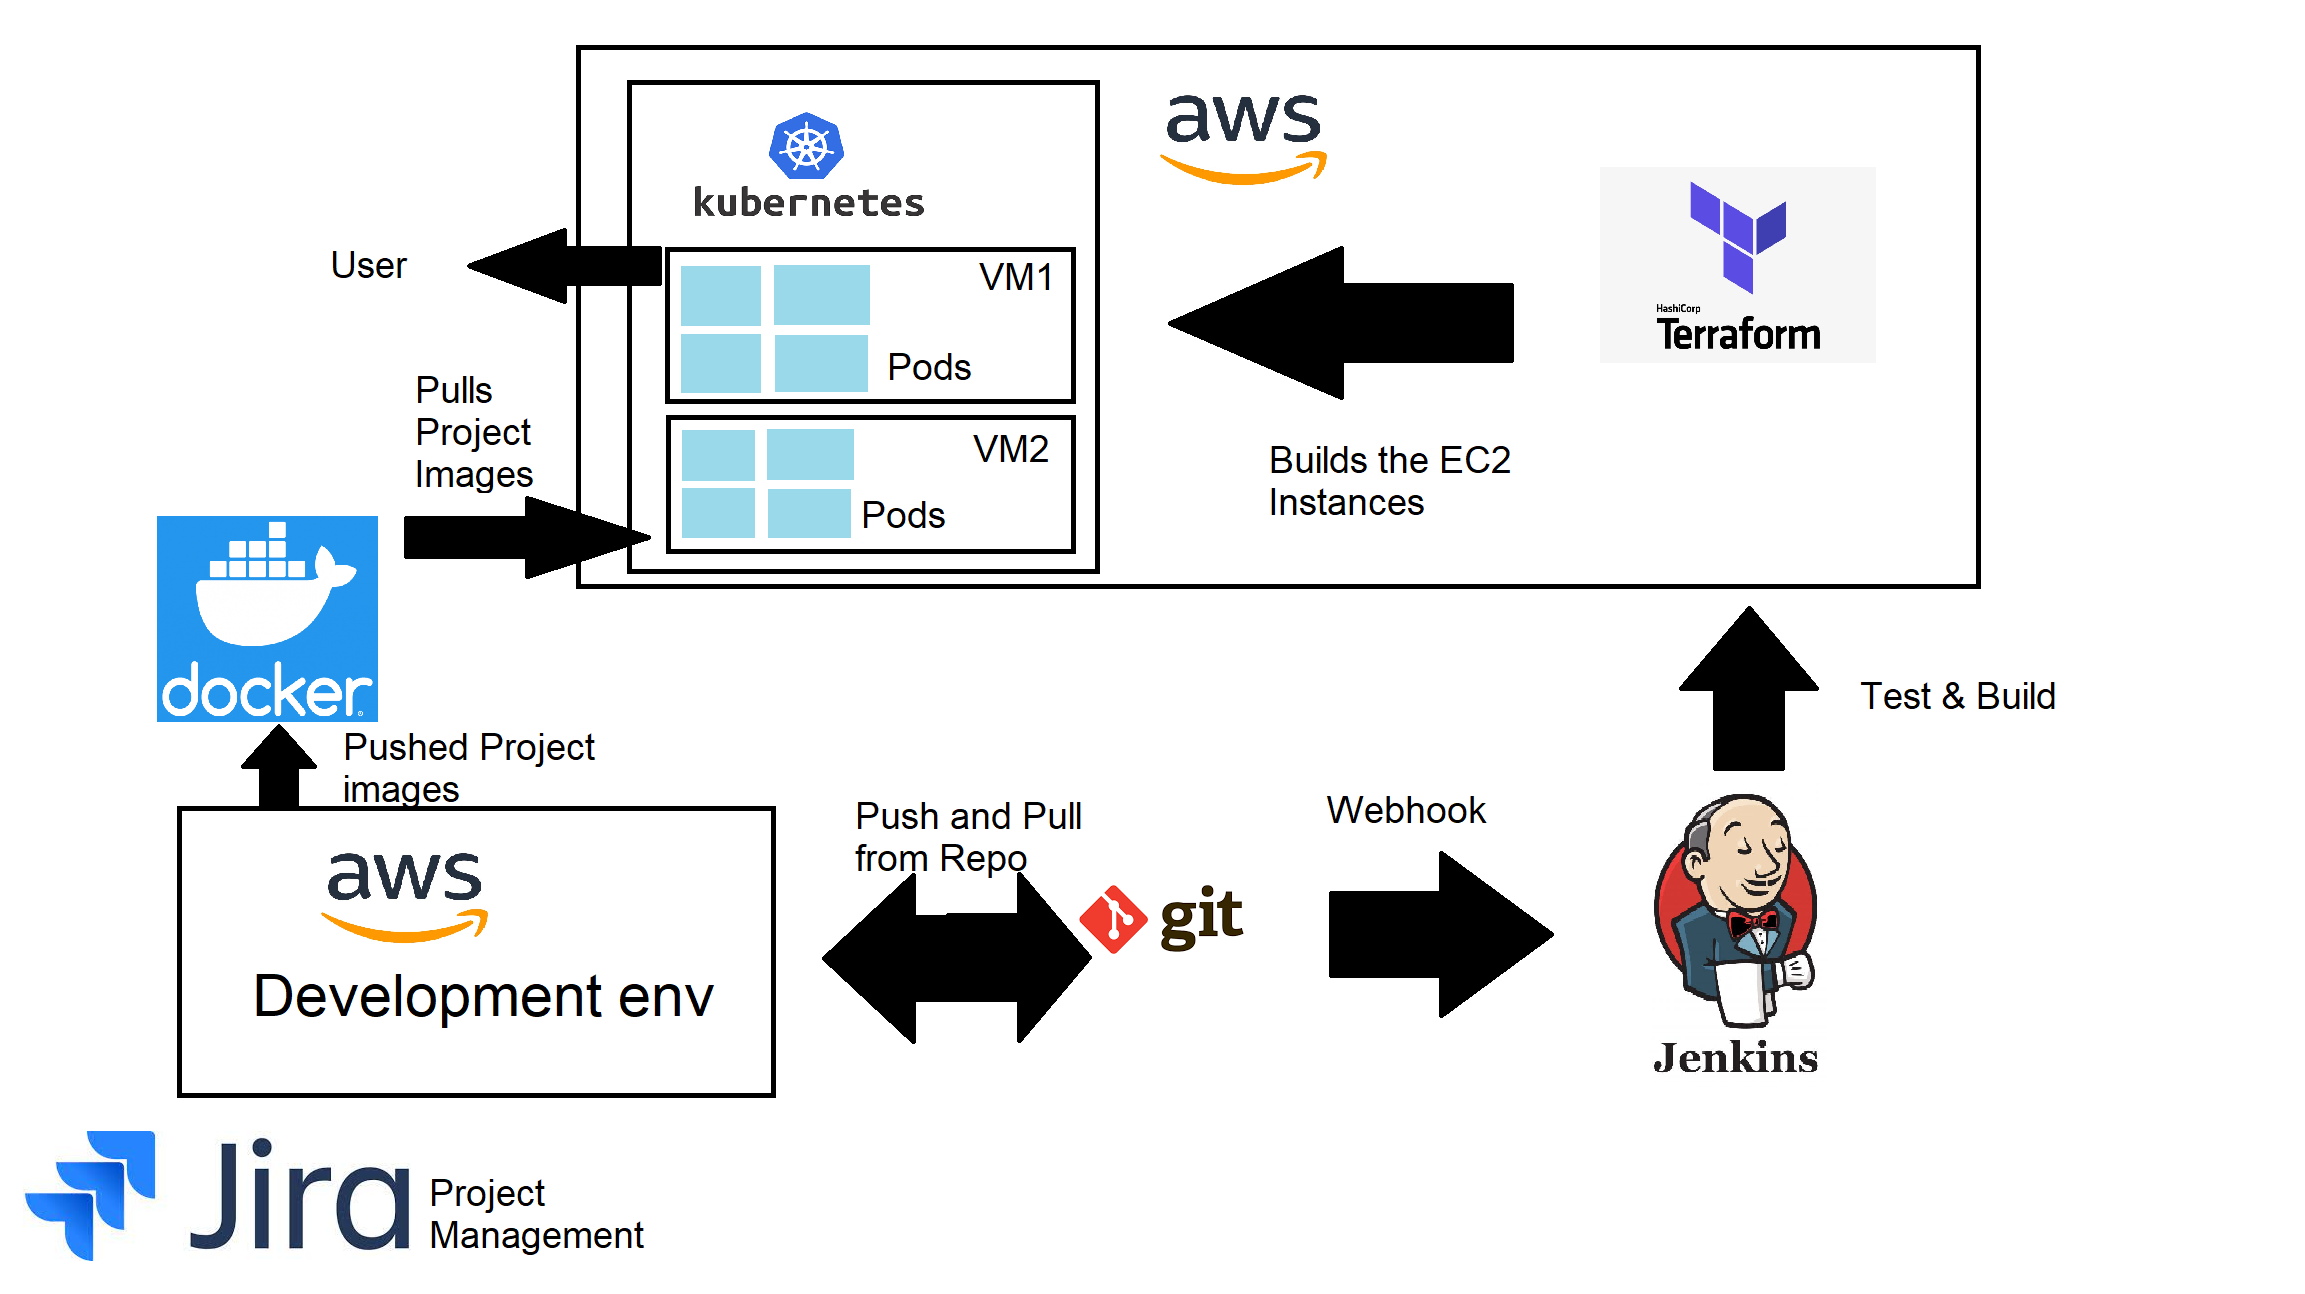 kubernetes
aws
HashiCorp
Terraform
User
VM1
Pods
VM2
Pods
Pulls
Project
Images
Builds the EC2
Instances
docker
Pushed Project
images
Test & Build
aws
Development env
Push and Pull
from Repo
git
Webhook
Jenkins
Jira
Project
Management